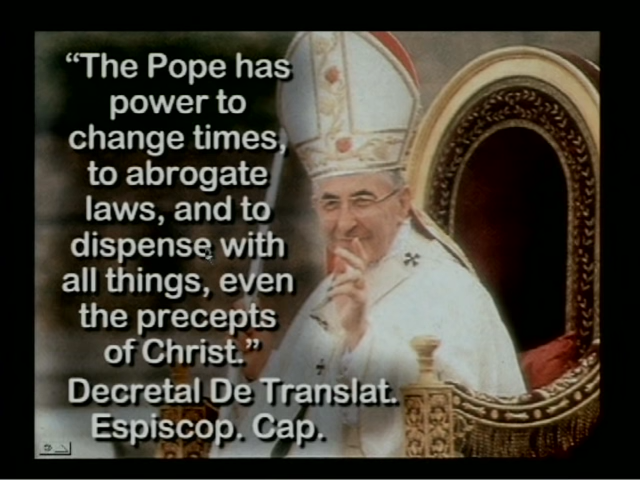 “The Pope has
power to
change times,
to abrogate
laws, and to
dispense with
all things, even
the precepts
of Christ.”
Decretal De Translat.
Espiscop. Cap.